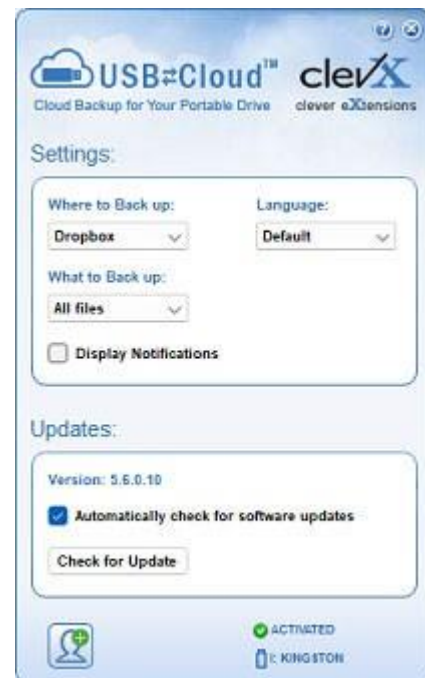 USB⇄Cloud™
clevX
Cloud Backup for Your Portable Drive
clever eXtensions
Settings:
Where to Back up:
Language:
Dropbox
Default
What to Back up:
All files
Display Notifications
Updates:
Version: 5.6.0.10
Automatically check for software updates
Check for Update
ACTIVATED
I: KINGSTON